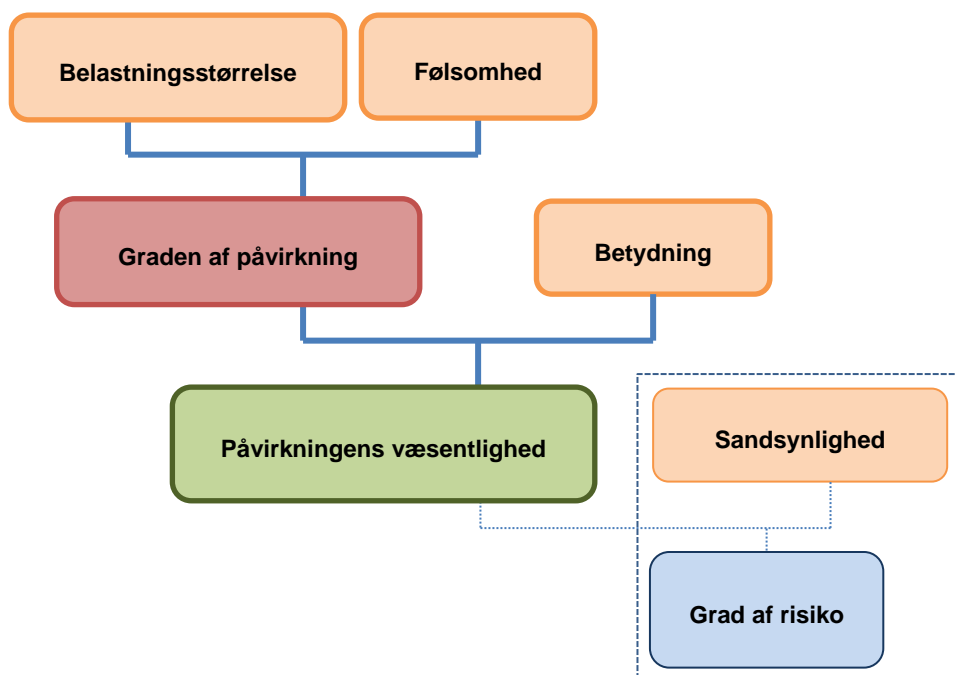 Belastningsstørrelse
Følsomhed
Graden af påvirkning
Betydning
Påvirkningens væsentlighed
Sandsynlighed
Grad af risiko